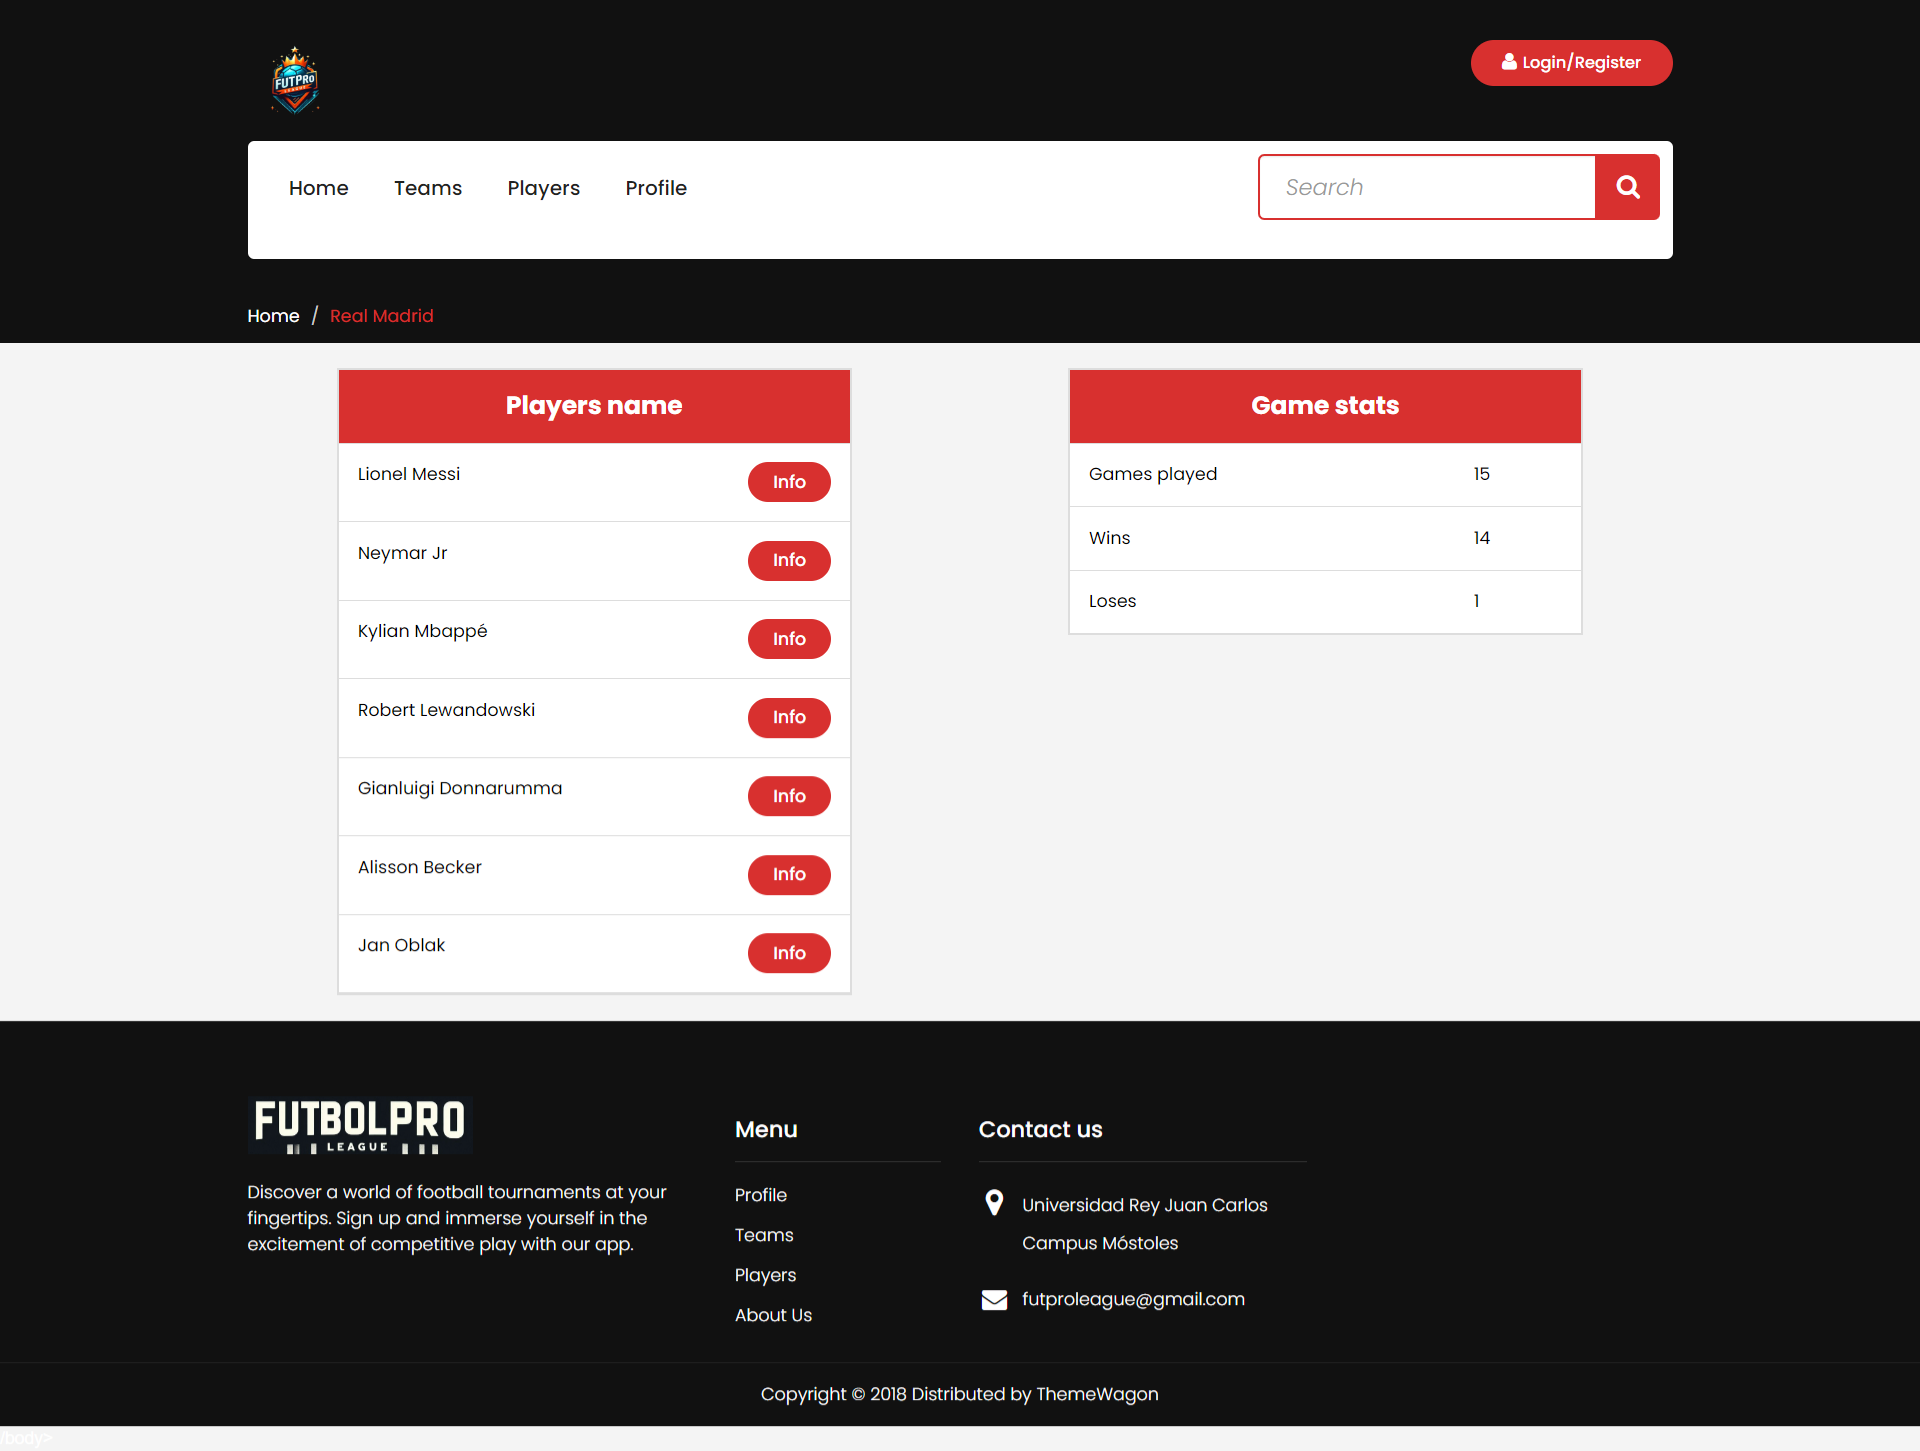 FUTPRO
LEAGUE
Login/Register
Home Teams Players Profile
Search
Home / Real Madrid
Players name
Lionel Messi Info
Neymar Jr Info
Kylian Mbappé Info
Robert Lewandowski Info
Gianluigi Donnarumma Info
Alisson Becker Info
Jan Oblak Info
Game stats
Games played 15
Wins 14
Loses 1
FUTBOLPRO
LEAGUE
Discover a world of football tournaments at your
fingertips. Sign up and immerse yourself in the
excitement of competitive play with our app.
Menu
Profile
Teams
Players
About Us
Contact us
Universidad Rey Juan Carlos
Campus Móstoles
futproleague@gmail.com
Copyright © 2018 Distributed by ThemeWagon
/body>